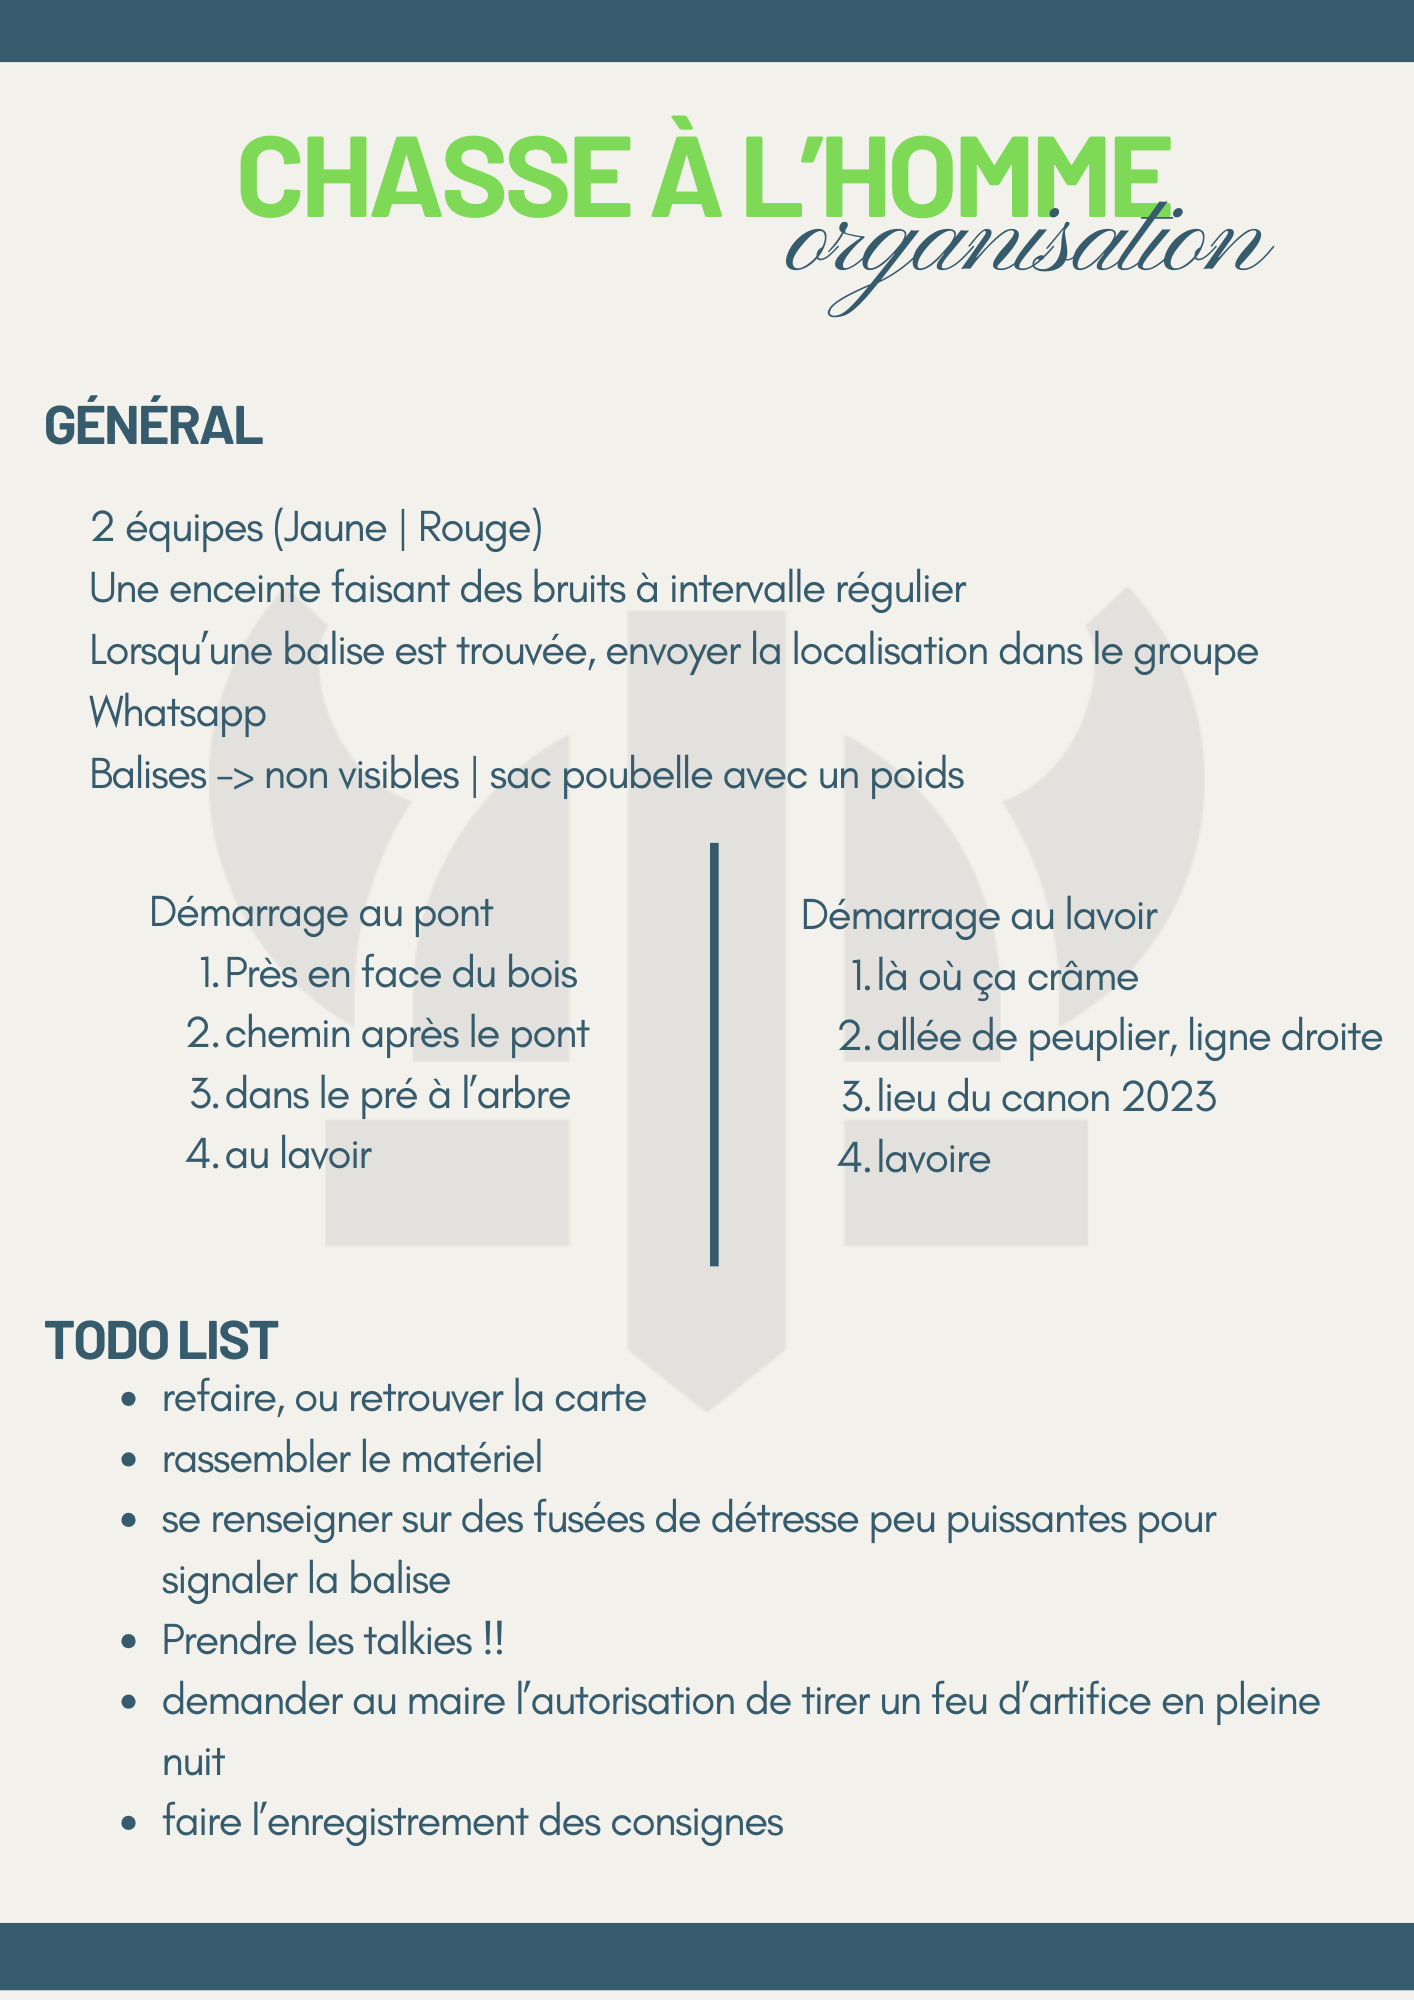 CHASSE À L’HOMME
organisation
GÉNÉRAL
2 équipes (Jaune | Rouge)
Une enceinte faisant des bruits à intervalle régulier
Lorsqu’une balise est trouvée, envoyer la localisation dans le groupe
Whatsapp
Balises -> non visibles | sac poubelle avec un poids
Démarrage au pont
1. Près en face du bois
2. chemin après le pont
3. dans le pré à l’arbre
4. au lavoir
Démarrage au lavoir
1. là où ça crâme
2. allée de peuplier, ligne droite
3. lieu du canon 2023
4. lavoire
TODO LIST
• refaire, ou retrouver la carte
• rassembler le matériel
• se renseigner sur des fusées de détresse peu puissantes pour
signaler la balise
• Prendre les talkies !!
• demander au maire l’autorisation de tirer un feu d’artifice en pleine
nuit
• faire l’enregistrement des consignes